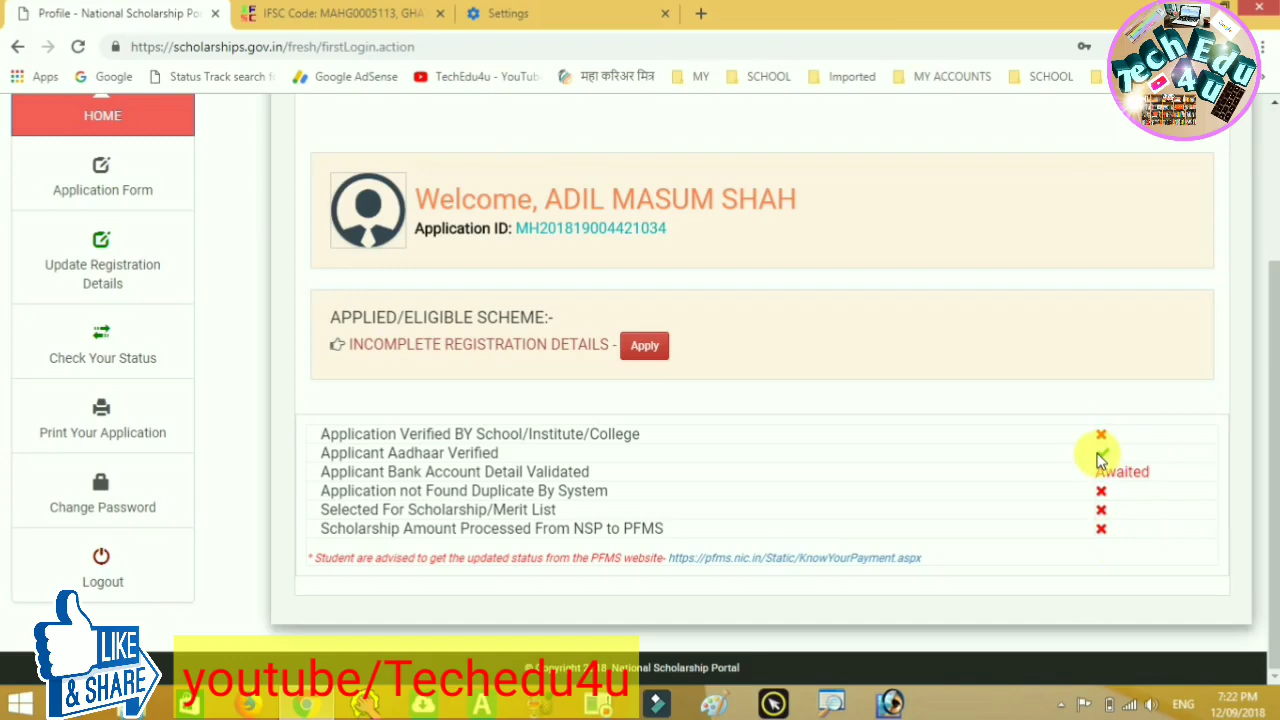 Profile - National Scholarship Po
IFSC Code: MAHG0005113, GHA
Settings
https://scholarships.gov.in/fresh/firstLogin.action
Apps
Google
Status Track search f
Google AdSense
TechEdu4u - YouTub
महा करिअर मित्र
MY
SCHOOL
Imported
MY ACCOUNTS
SCHOOL
Tech Edu
4 U
HOME
Application Form
Update Registration
Details
Check Your Status
Print Your Application
Change Password
Logout
Welcome, ADIL MASUM SHAH
Application ID: MH201819004421034
APPLIED/ELIGIBLE SCHEME:-
INCOMPLETE REGISTRATION DETAILS - Apply
Application Verified BY School/Institute/College
Applicant Aadhaar Verified
Applicant Bank Account Detail Validated Awaited
Application not Found Duplicate By System
Selected For Scholarship/Merit List
Scholarship Amount Processed From NSP to PFMS
* Student are advised to get the updated status from the PFMS website- https://pfms.nic.in/Static/KnowYourPayment.aspx
LIKE
& SHARE
youtube/Techedu4u
© Copyright 2018 National Scholarship Portal
ENG
7:22 PM
12/09/2018